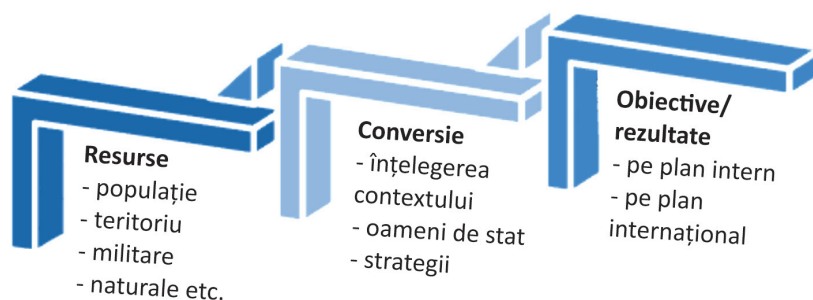 Resurse
- populație
- teritoriu
- militare
- naturale etc.
Conversie
- înțelegerea
contextului
- oameni de stat
- strategii
Obiective/
rezultate
- pe plan intern
- pe plan
internațional